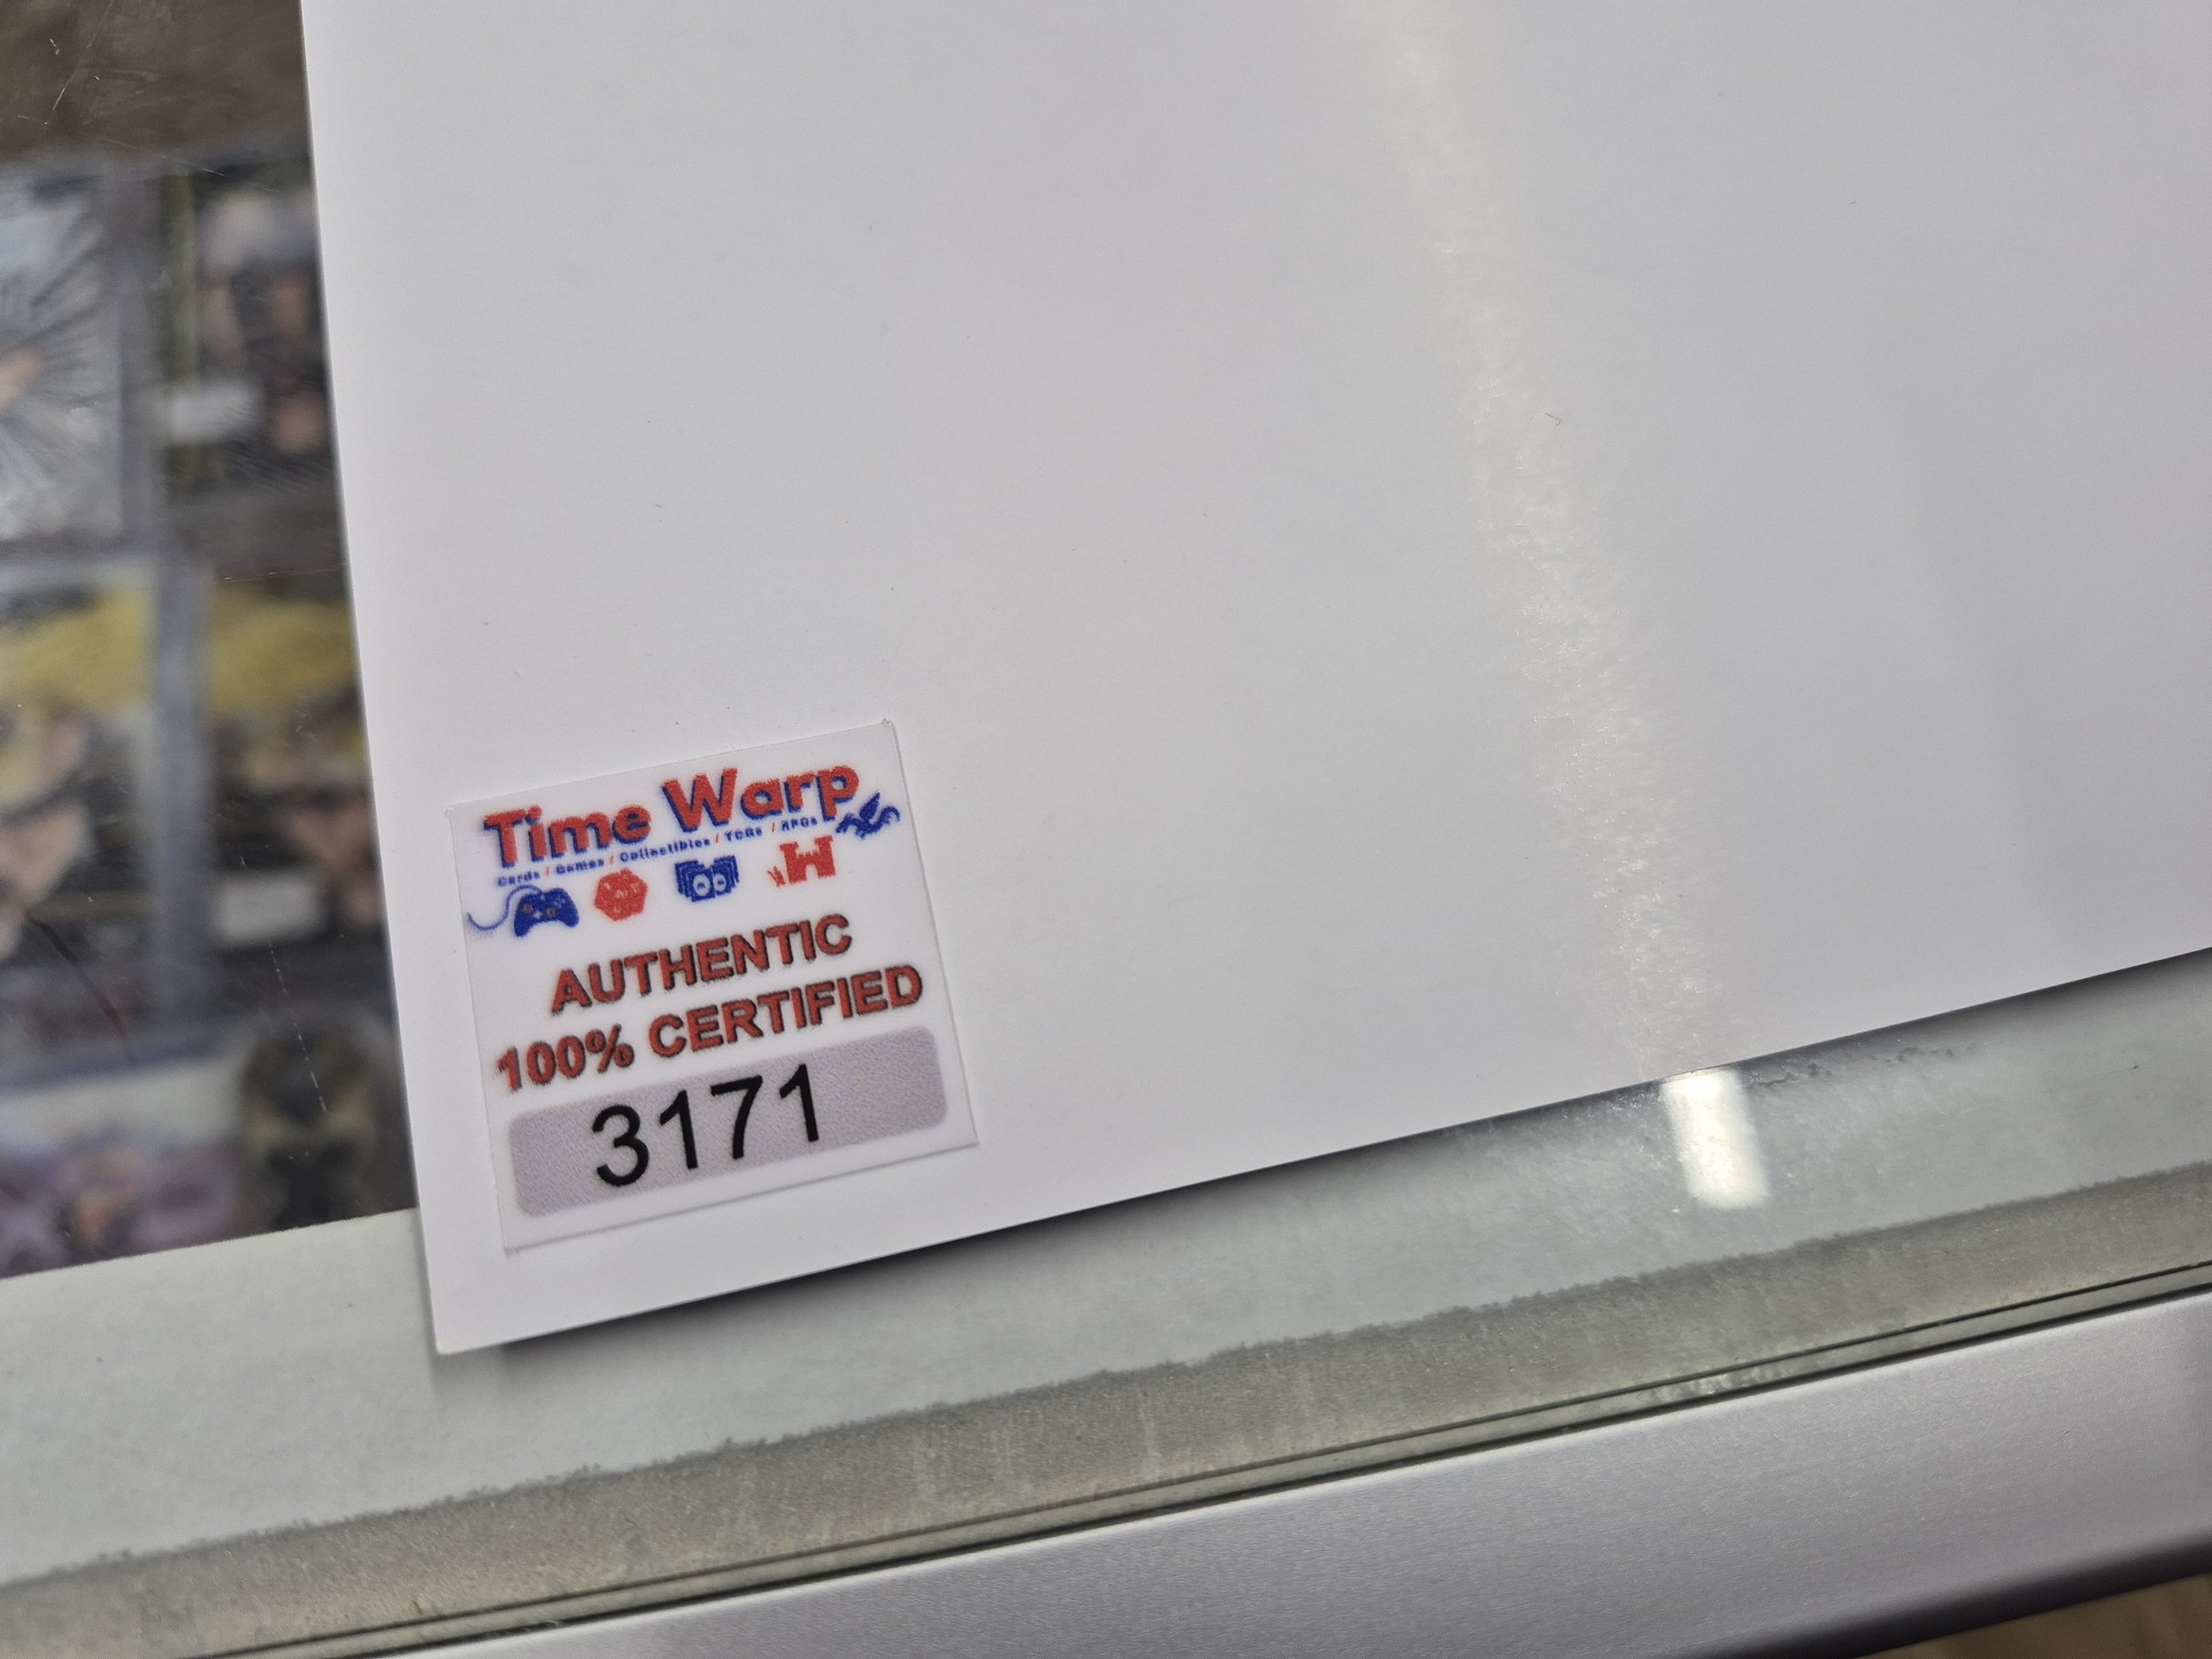 Time Warp
Cards / Games / Collectibles / TCGs / RPGs
AUTHENTIC
100% CERTIFIED
3171